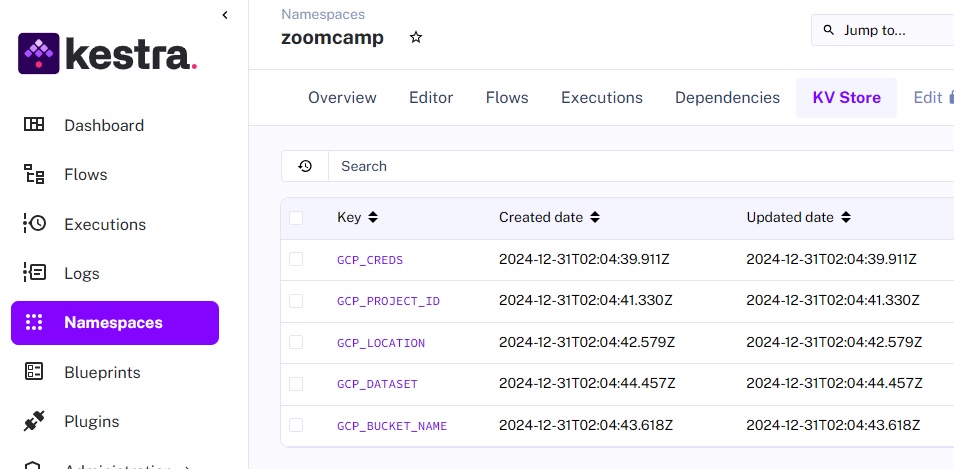 Namespaces
zoomcamp
Jump to...
kestra.
Overview Editor Flows Executions Dependencies KV Store Edit
Dashboard
Flows
Executions
Logs
Namespaces
Blueprints
Plugins
Administration
Search
Key Created date Updated date
GCP_CREDS 2024-12-31T02:04:39.911Z 2024-12-31T02:04:39.911Z
GCP_PROJECT_ID 2024-12-31T02:04:41.330Z 2024-12-31T02:04:41.330Z
GCP_LOCATION 2024-12-31T02:04:42.579Z 2024-12-31T02:04:42.579Z
GCP_DATASET 2024-12-31T02:04:44.457Z 2024-12-31T02:04:44.457Z
GCP_BUCKET_NAME 2024-12-31T02:04:43.618Z 2024-12-31T02:04:43.618Z